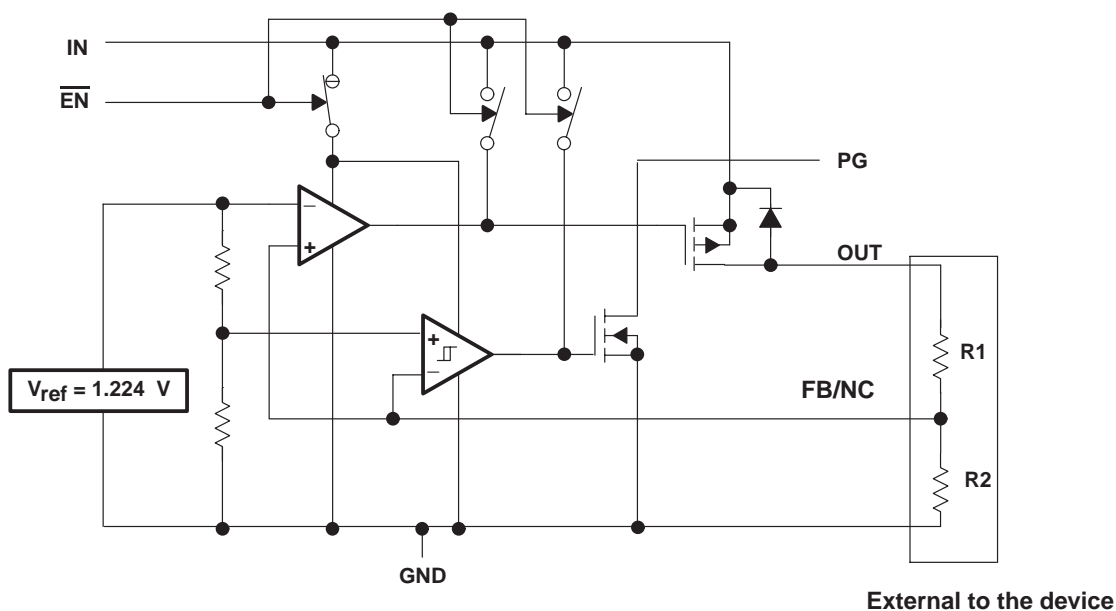 IN
EN
PG
OUT
−
+
+
−
R1
Vref = 1.224 V
FB/NC
R2
GND
External to the device